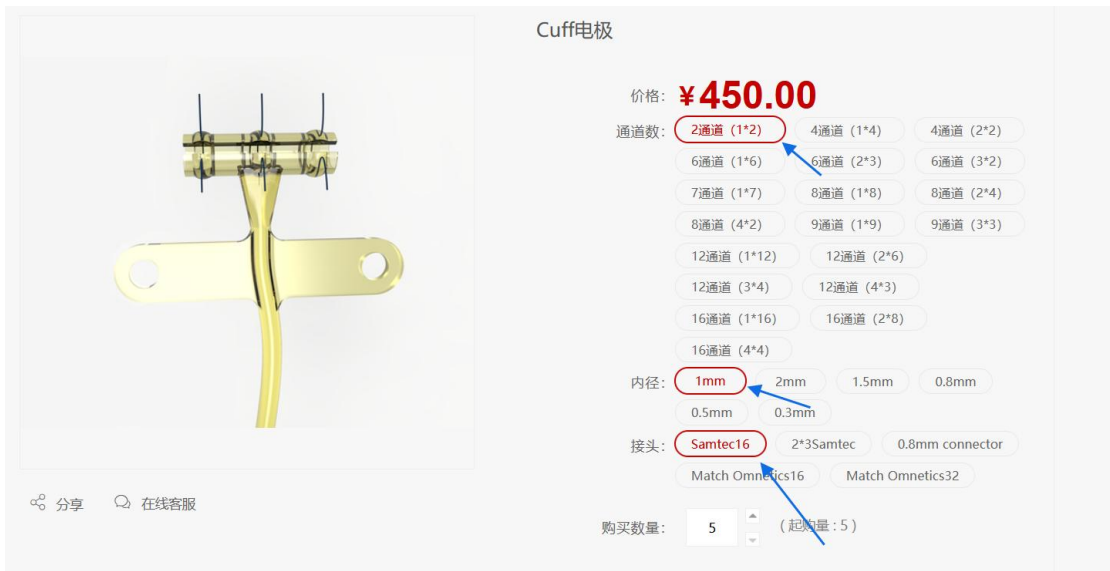 Cuff电极
价格: ¥450.00
通道数: 2通道 (1*2) 4通道 (1*4) 4通道 (2*2)
6通道 (1*6) 6通道 (2*3) 6通道 (3*2)
7通道 (1*7) 8通道 (1*8) 8通道 (2*4)
8通道 (4*2) 9通道 (1*9) 9通道 (3*3)
12通道 (1*12) 12通道 (2*6)
12通道 (3*4) 12通道 (4*3)
16通道 (1*16) 16通道 (2*8)
16通道 (4*4)
内径: 1mm 2mm 1.5mm 0.8mm
0.5mm 0.3mm
接头: Samtec16 2*3Samtec 0.8mm connector
Match Omnetics16 Match Omnetics32
分享 在线客服
购买数量: 5 (起购量 : 5)